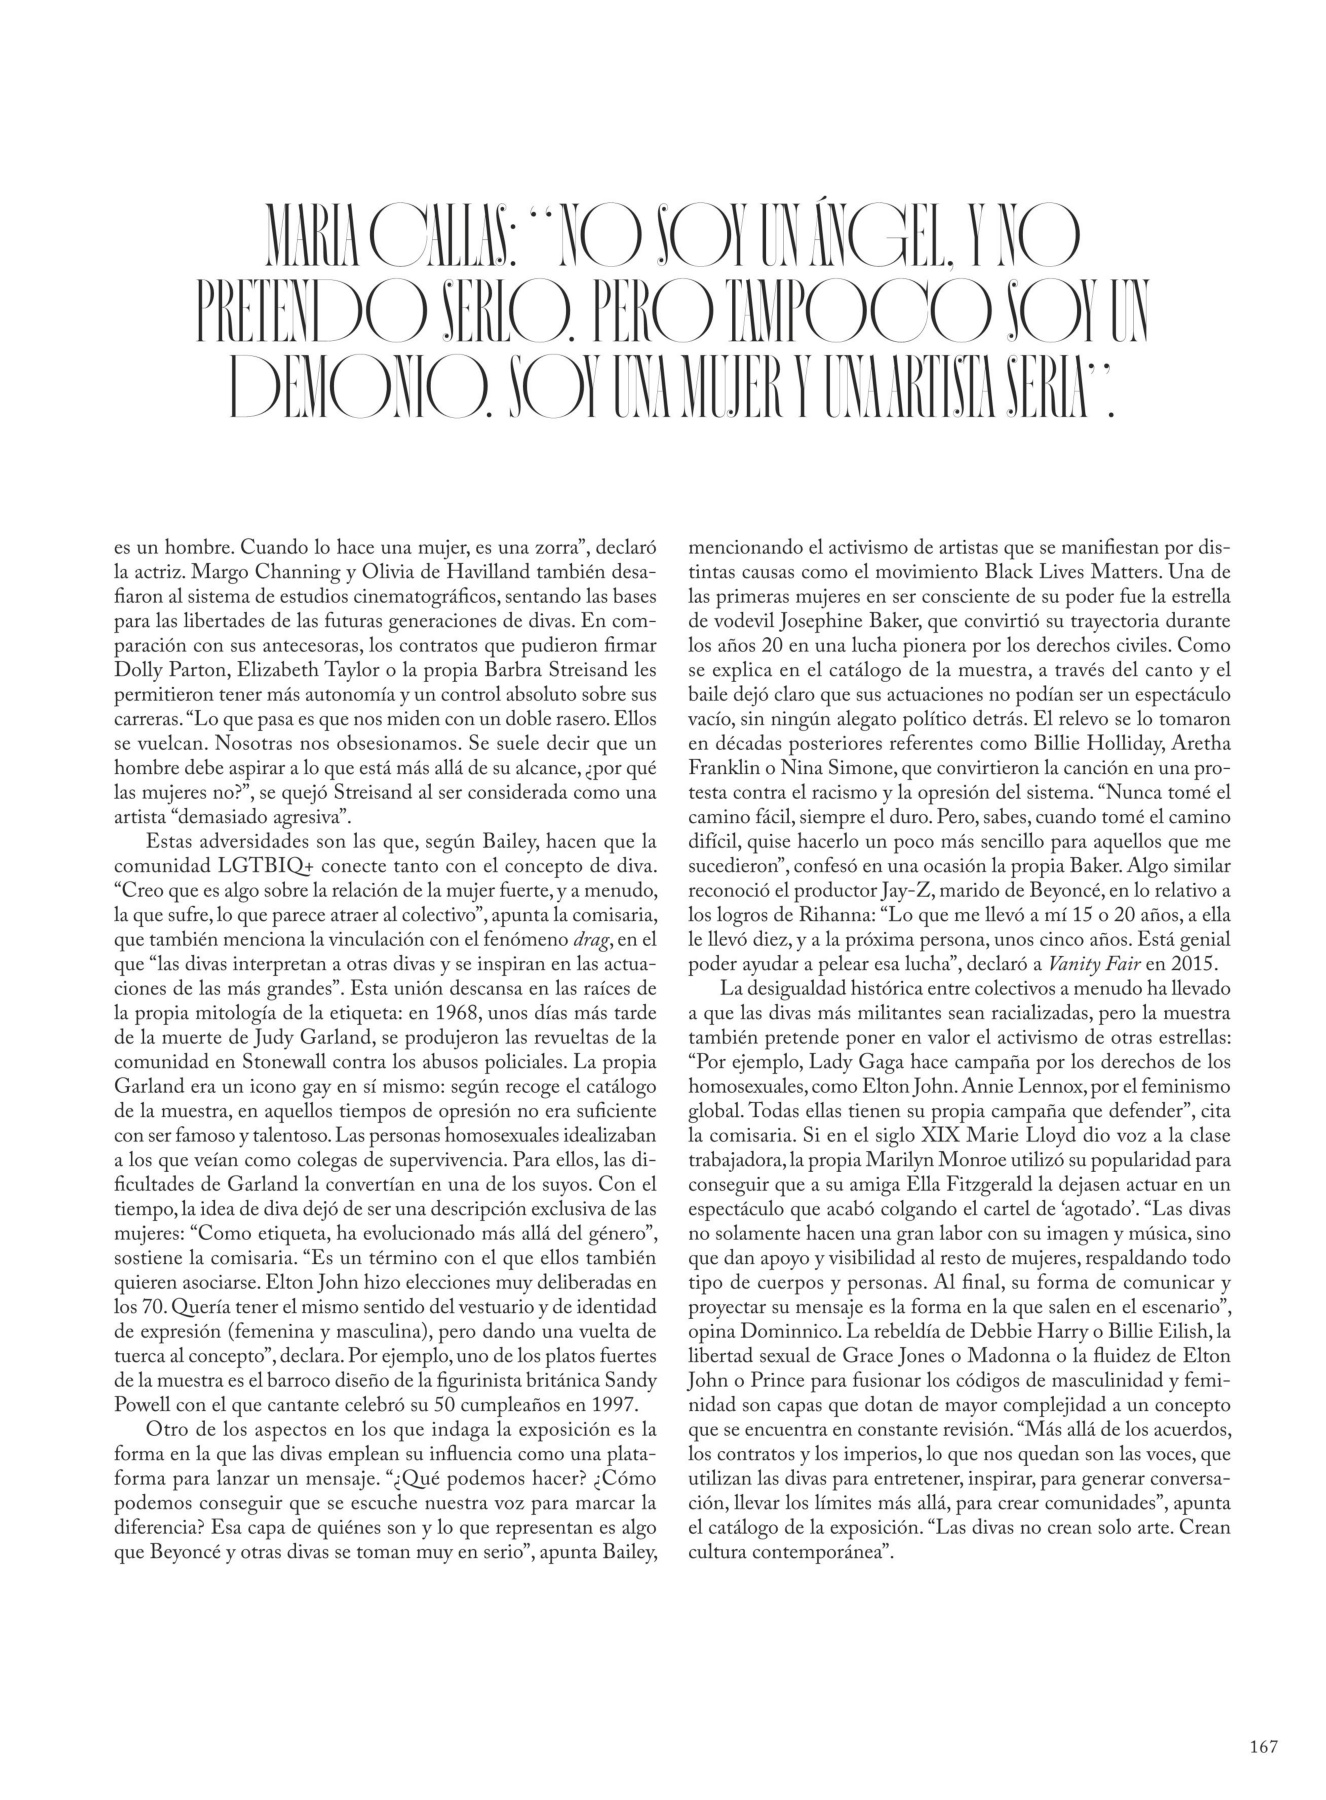 MARIA CALLAS: “NO SOY UN ÁNGEL, Y NO
PRETENDO SERLO. PERO TAMPOCO SOY UN
DEMONIO. SOY UNA MUJER Y UNA ARTISTA SERIA”.
es un hombre. Cuando lo hace una mujer, es una zorra”, declaró
la actriz. Margo Channing y Olivia de Havilland también desa-
fiaron al sistema de estudios cinematográficos, sentando las bases
para las libertades de las futuras generaciones de divas. En com-
paración con sus antecesoras, los contratos que pudieron firmar
Dolly Parton, Elizabeth Taylor o la propia Barbra Streisand les
permitieron tener más autonomía y un control absoluto sobre sus
carreras. “Lo que pasa es que nos miden con un doble rasero. Ellos
se vuelcan. Nosotras nos obsesionamos. Se suele decir que un
hombre debe aspirar a lo que está más allá de su alcance, ¿por qué
las mujeres no?”, se quejó Streisand al ser considerada como una
artista “demasiado agresiva”.
Estas adversidades son las que, según Bailey, hacen que la
comunidad LGTBIQ+ conecte tanto con el concepto de diva.
“Creo que es algo sobre la relación de la mujer fuerte, y a menudo,
la que sufre, lo que parece atraer al colectivo”, apunta la comisaria,
que también menciona la vinculación con el fenómeno drag, en el
que “las divas interpretan a otras divas y se inspiran en las actua-
ciones de las más grandes”. Esta unión descansa en las raíces de
la propia mitología de la etiqueta: en 1968, unos días más tarde
de la muerte de Judy Garland, se produjeron las revueltas de la
comunidad en Stonewall contra los abusos policiales. La propia
Garland era un icono gay en sí mismo: según recoge el catálogo
de la muestra, en aquellos tiempos de opresión no era suficiente
con ser famoso y talentoso. Las personas homosexuales idealizaban
a los que veían como colegas de supervivencia. Para ellos, las di-
ficultades de Garland la convertían en una de los suyos. Con el
tiempo, la idea de diva dejó de ser una descripción exclusiva de las
mujeres: “Como etiqueta, ha evolucionado más allá del género”,
sostiene la comisaria. “Es un término con el que ellos también
quieren asociarse. Elton John hizo elecciones muy deliberadas en
los 70. Quería tener el mismo sentido del vestuario y de identidad
de expresión (femenina y masculina), pero dando una vuelta de
tuerca al concepto”, declara. Por ejemplo, uno de los platos fuertes
de la muestra es el barroco diseño de la figurinista británica Sandy
Powell con el que cantante celebró su 50 cumpleaños en 1997.
Otro de los aspectos en los que indaga la exposición es la
forma en la que las divas emplean su influencia como una plata-
forma para lanzar un mensaje. “¿Qué podemos hacer? ¿Cómo
podemos conseguir que se escuche nuestra voz para marcar la
diferencia? Esa capa de quiénes son y lo que representan es algo
que Beyoncé y otras divas se toman muy en serio”, apunta Bailey,
mencionando el activismo de artistas que se manifiestan por dis-
tintas causas como el movimiento Black Lives Matters. Una de
las primeras mujeres en ser consciente de su poder fue la estrella
de vodevil Josephine Baker, que convirtió su trayectoria durante
los años 20 en una lucha pionera por los derechos civiles. Como
se explica en el catálogo de la muestra, a través del canto y el
baile dejó claro que sus actuaciones no podían ser un espectáculo
vacío, sin ningún alegato político detrás. El relevo se lo tomaron
en décadas posteriores referentes como Billie Holliday, Aretha
Franklin o Nina Simone, que convirtieron la canción en una pro-
testa contra el racismo y la opresión del sistema. “Nunca tomé el
camino fácil, siempre el duro. Pero, sabes, cuando tomé el camino
difícil, quise hacerlo un poco más sencillo para aquellos que me
sucedieron”, confesó en una ocasión la propia Baker. Algo similar
reconoció el productor Jay-Z, marido de Beyoncé, en lo relativo a
los logros de Rihanna: “Lo que me llevó a mí 15 o 20 años, a ella
le llevó diez, y a la próxima persona, unos cinco años. Está genial
poder ayudar a pelear esa lucha”, declaró a Vanity Fair en 2015.
La desigualdad histórica entre colectivos a menudo ha llevado
a que las divas más militantes sean racializadas, pero la muestra
también pretende poner en valor el activismo de otras estrellas:
“Por ejemplo, Lady Gaga hace campaña por los derechos de los
homosexuales, como Elton John. Annie Lennox, por el feminismo
global. Todas ellas tienen su propia campaña que defender”, cita
la comisaria. Si en el siglo XIX Marie Lloyd dio voz a la clase
trabajadora, la propia Marilyn Monroe utilizó su popularidad para
conseguir que a su amiga Ella Fitzgerald la dejasen actuar en un
espectáculo que acabó colgando el cartel de ‘agotado’. “Las divas
no solamente hacen una gran labor con su imagen y música, sino
que dan apoyo y visibilidad al resto de mujeres, respaldando todo
tipo de cuerpos y personas. Al final, su forma de comunicar y
proyectar su mensaje es la forma en la que salen en el escenario”,
opina Dominnico. La rebeldía de Debbie Harry o Billie Eilish, la
libertad sexual de Grace Jones o Madonna o la fluidez de Elton
John o Prince para fusionar los códigos de masculinidad y femi-
nidad son capas que dotan de mayor complejidad a un concepto
que se encuentra en constante revisión. “Más allá de los acuerdos,
los contratos y los imperios, lo que nos quedan son las voces, que
utilizan las divas para entretener, inspirar, para generar conversa-
ción, llevar los límites más allá, para crear comunidades”, apunta
el catálogo de la exposición. “Las divas no crean solo arte. Crean
cultura contemporánea”.
167